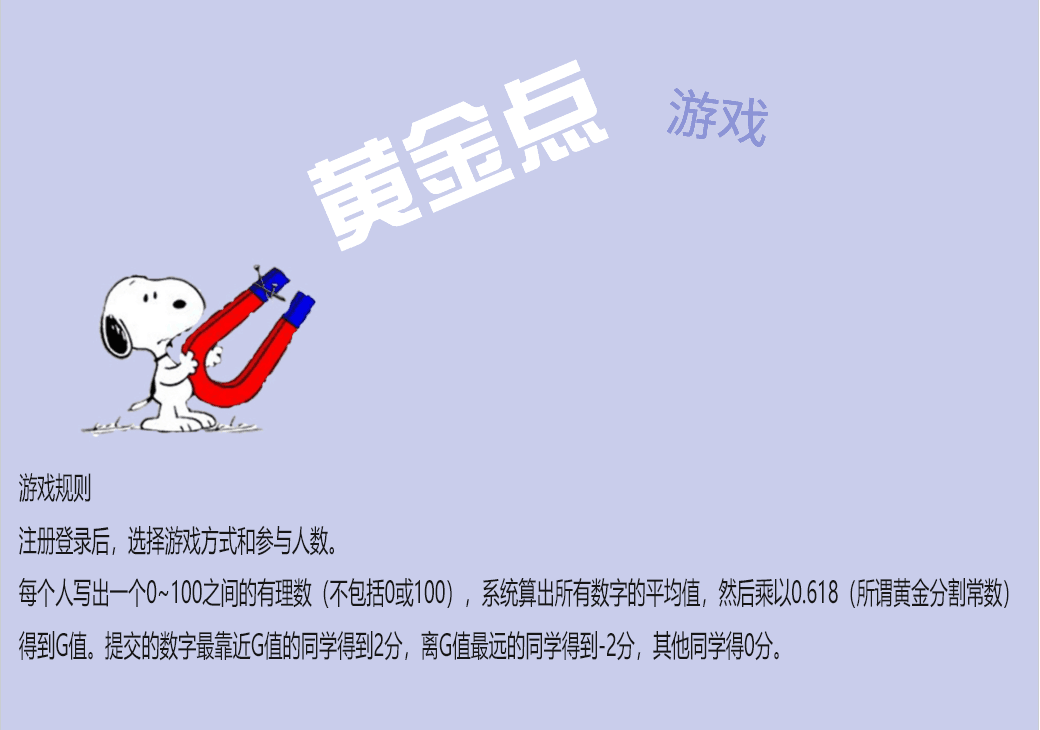 黄金点 游戏
游戏规则
注册登录后，选择游戏方式和参与人数。
每个人写出一个0~100之间的有理数（不包括0或100），系统算出所有数字的平均值，然后乘以0.618（所谓黄金分割常数）
得到G值。提交的数字最靠近G值的同学得到2分，离G值最远的同学得到-2分，其他同学得0分。